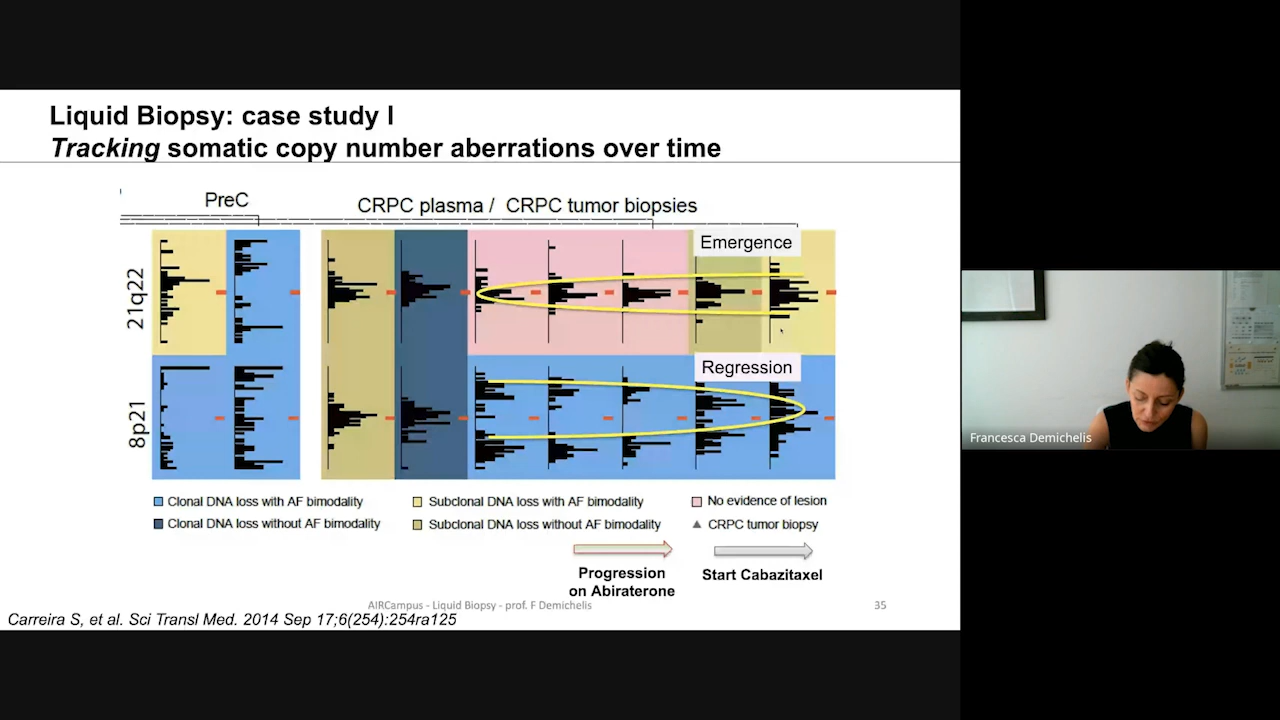 Liquid Biopsy: case study I
Tracking somatic copy number aberrations over time
PreC
CRPC plasma / CRPC tumor biopsies
Emergence
21q22
Regression
8p21
Clonal DNA loss with AF bimodality
Subclonal DNA loss with AF bimodality
No evidence of lesion
Clonal DNA loss without AF bimodality
Subclonal DNA loss without AF bimodality
CRPC tumor biopsy
Progression
on Abiraterone
Start Cabazitaxel
AIRCampus - Liquid Biopsy - prof. F Demichelis
35
Carreira S, et al. Sci Transl Med. 2014 Sep 17;6(254):254ra125
Francesca Demichelis